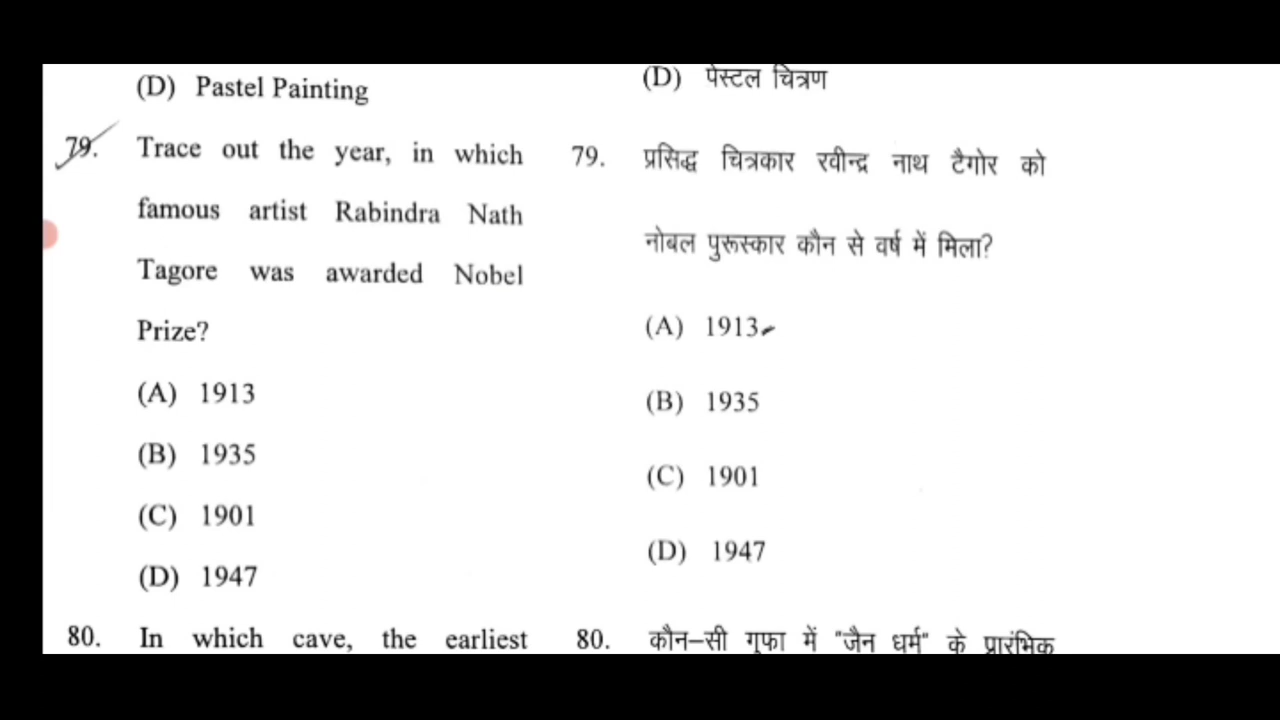 (D) Pastel Painting
79. Trace out the year, in which
famous artist Rabindra Nath
Tagore was awarded Nobel
Prize?
(A) 1913
(B) 1935
(C) 1901
(D) 1947
80. In which cave, the earliest
(D) पेस्टल चित्रण
79. प्रसिद्ध चित्रकार रवीन्द्र नाथ टैगोर को
नोबल पुरूस्कार कौन से वर्ष में मिला?
(A) 1913
(B) 1935
(C) 1901
(D) 1947
80. कौन–सी गुफा में "जैन धर्म" के प्रारंभिक